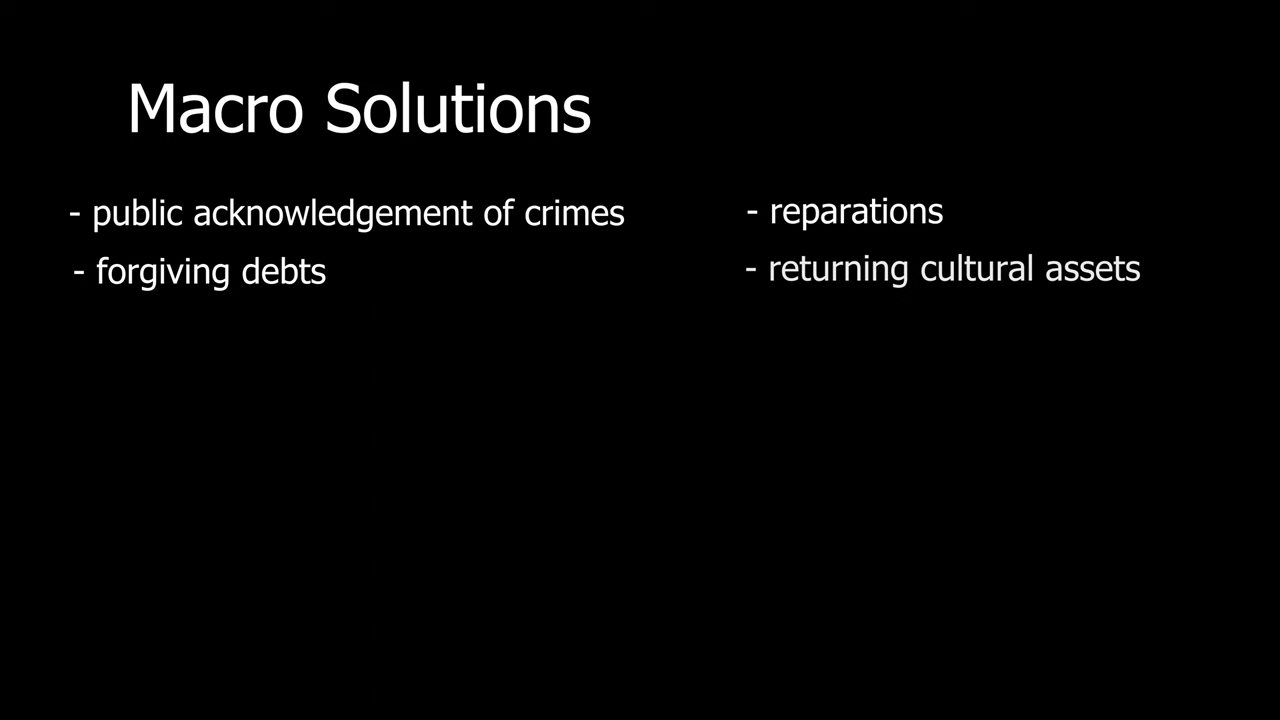 Macro Solutions
- public acknowledgement of crimes
- forgiving debts
- reparations
- returning cultural assets